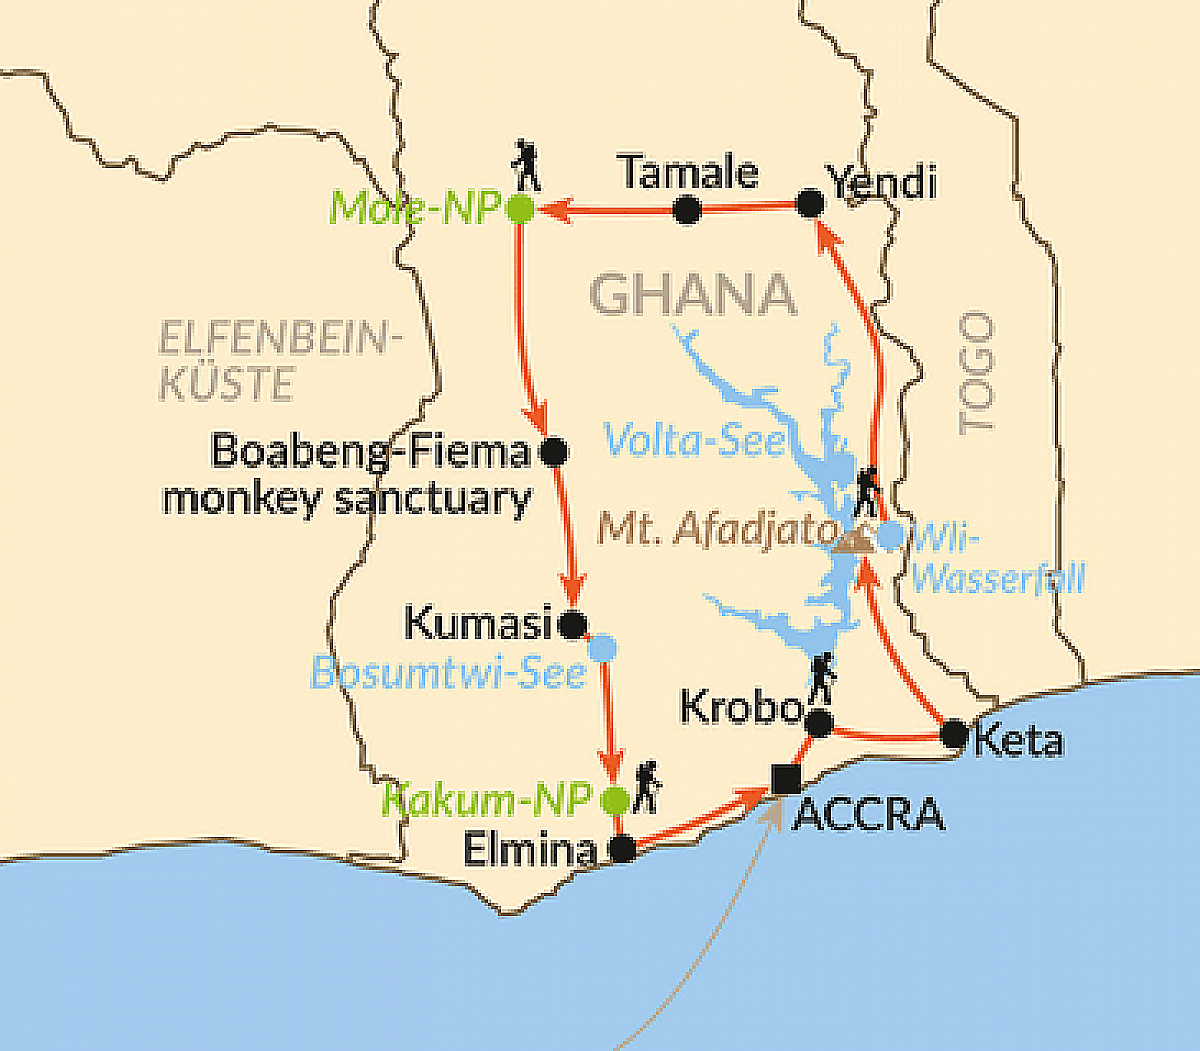 Tamale
Yendi
Mole-NP
GHANA
ELFENBEIN-
KÜSTE
TOGO
Volta-See
Boabeng-Fiema
monkey sanctuary
Mt. Afadjato
Wli-
Wasserfall
Kumasi
Bosumtwi-See
Krobo
Keta
Kakum-NP
ACCRA
Elmina